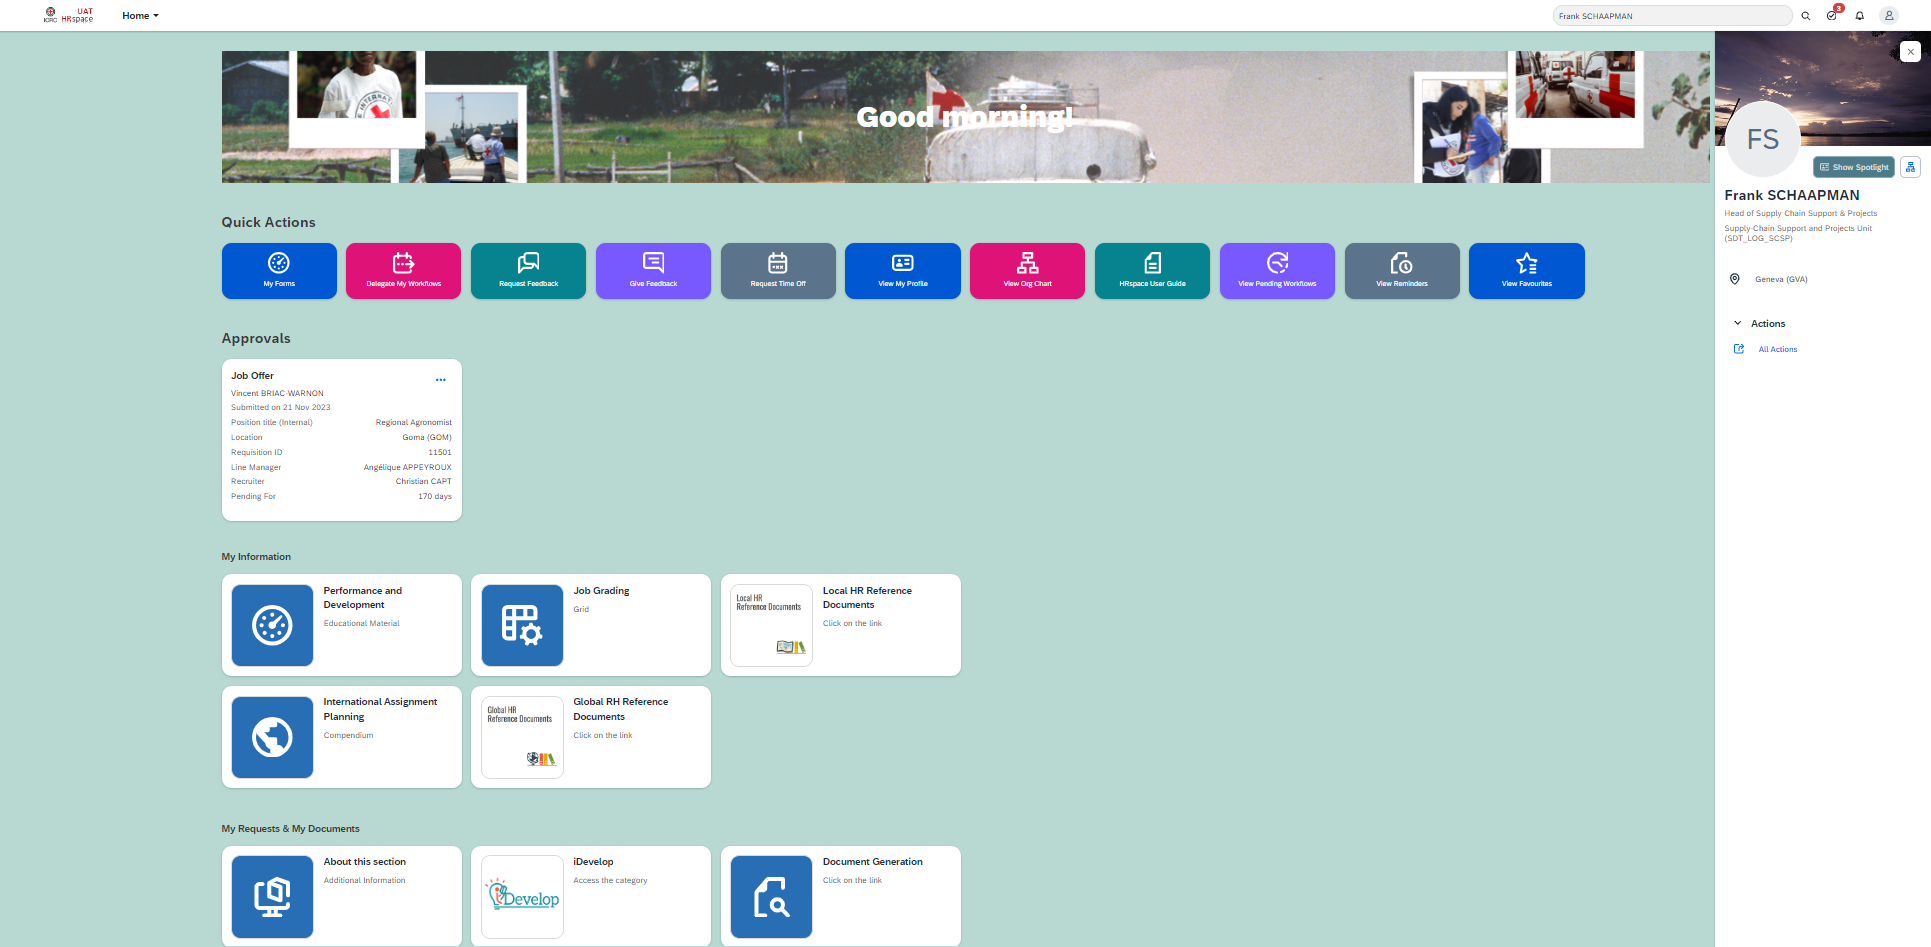 ICRC
UAT
HRspace
Home
Frank SCHAAPMAN
3
Good morning!
INTERNATI
FS
Show Spotlight
Frank SCHAAPMAN
Head of Supply Chain Support & Projects
Supply-Chain Support and Projects Unit
(SDT_LOG_SCSP)
Geneva (GVA)
Actions
All Actions
Quick Actions
My Forms
Delegate My Workflows
Request Feedback
Give Feedback
Request Time Off
View My Profile
View Org Chart
HRspace User Guide
View Pending Workflows
View Reminders
View Favourites
Approvals
Job Offer
Vincent BRIAC-WARNON
Submitted on 21 Nov 2023
Position title (Internal) Regional Agronomist
Location Goma (GOM)
Requisition ID 11501
Line Manager Angélique APPEYROUX
Recruiter Christian CAPT
Pending For 170 days
My Information
Performance and
Development
Educational Material
Job Grading
Grid
Local HR
Reference Documents
Local HR Reference
Documents
Click on the link
International Assignment
Planning
Compendium
Global HR
Reference Documents
Global RH Reference
Documents
Click on the link
My Requests & My Documents
About this section
Additional Information
iDevelop
iDevelop
Access the category
Document Generation
Click on the link